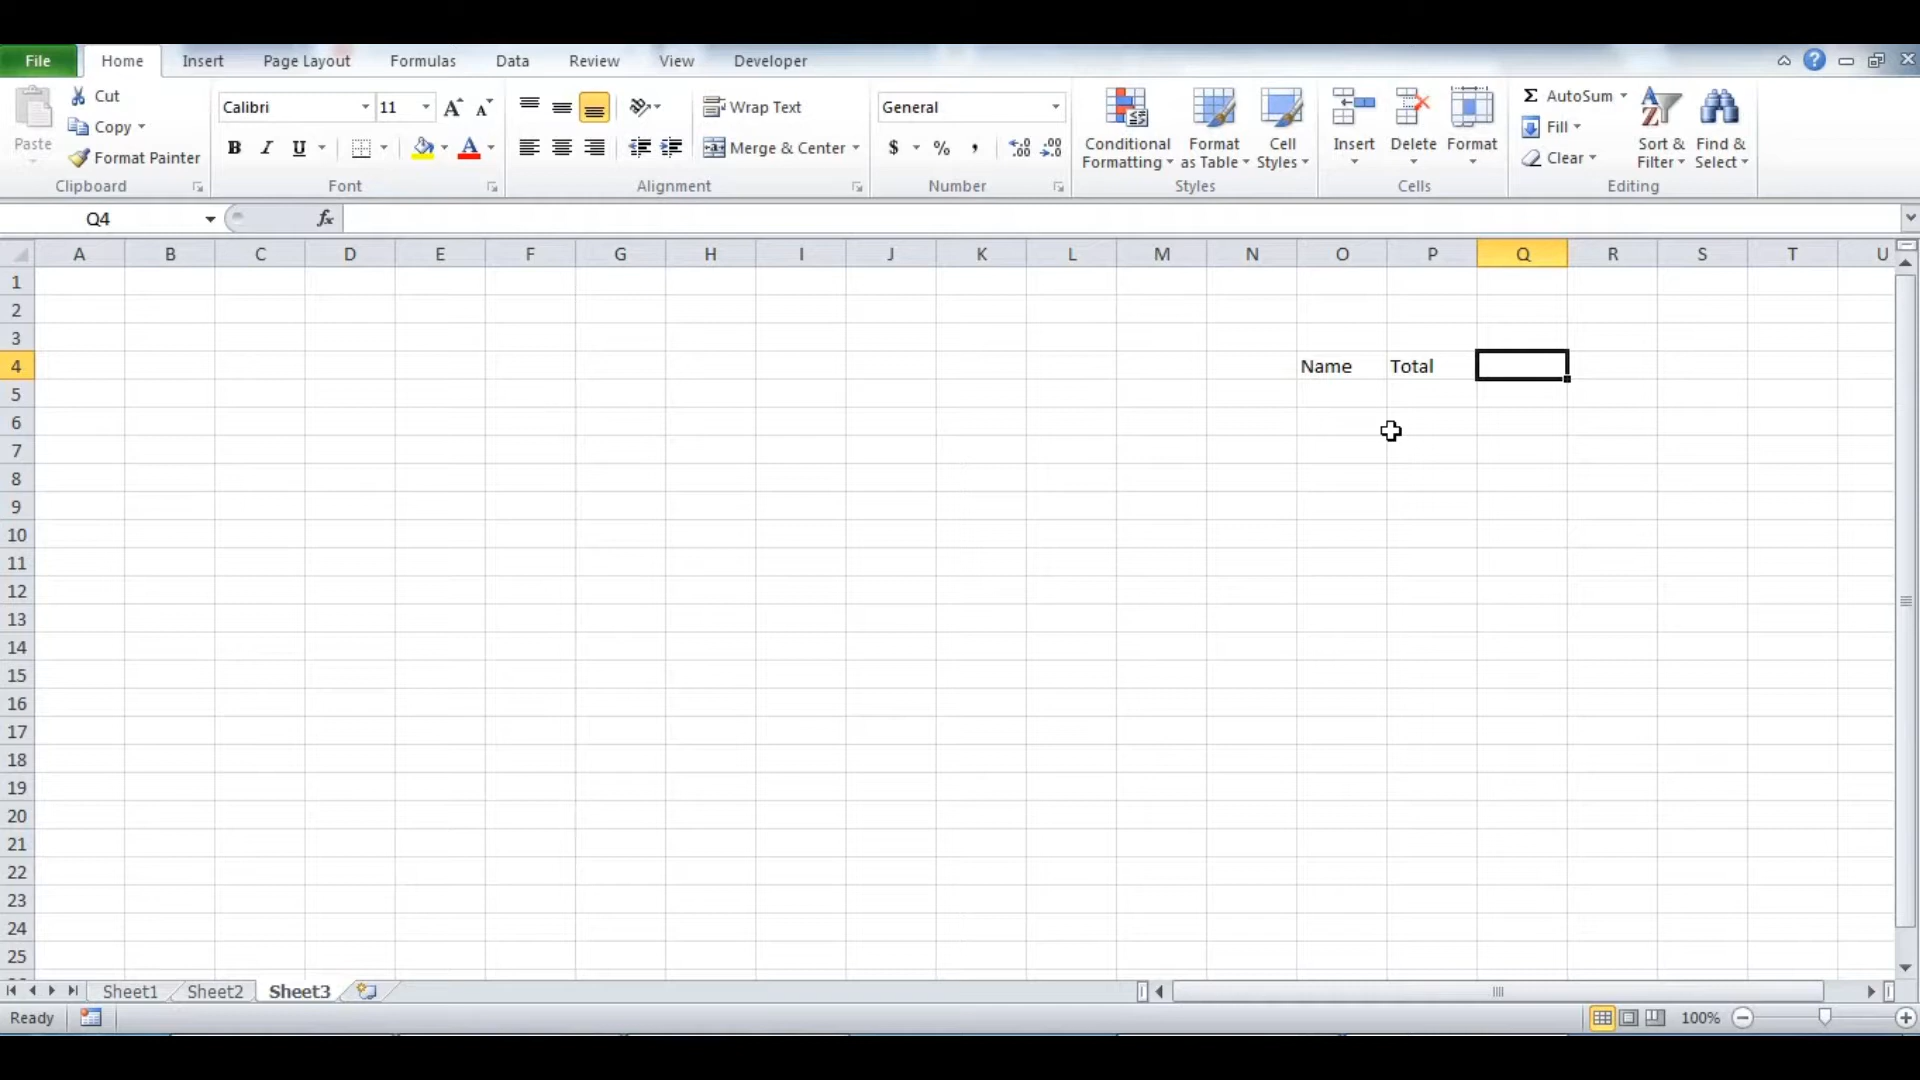 File Home Insert Page Layout Formulas Data Review View Developer
Paste Cut Copy Format Painter
Clipboard
Calibri 11
B I U A
Font
Wrap Text
Merge & Center
Alignment
General
$ % ,
Number
Conditional Formatting
Format as Table
Cell Styles
Styles
Insert Delete Format
Cells
Σ AutoSum
Fill
Clear
Sort & Filter
Find & Select
Editing
Q4 fx
A B C D E F G H I J K L M N O P Q R S T U
1
2
3
4 Name Total
5
6
7
8
9
10
11
12
13
14
15
16
17
18
19
20
21
22
23
24
25
Sheet1 Sheet2 Sheet3
Ready 100%